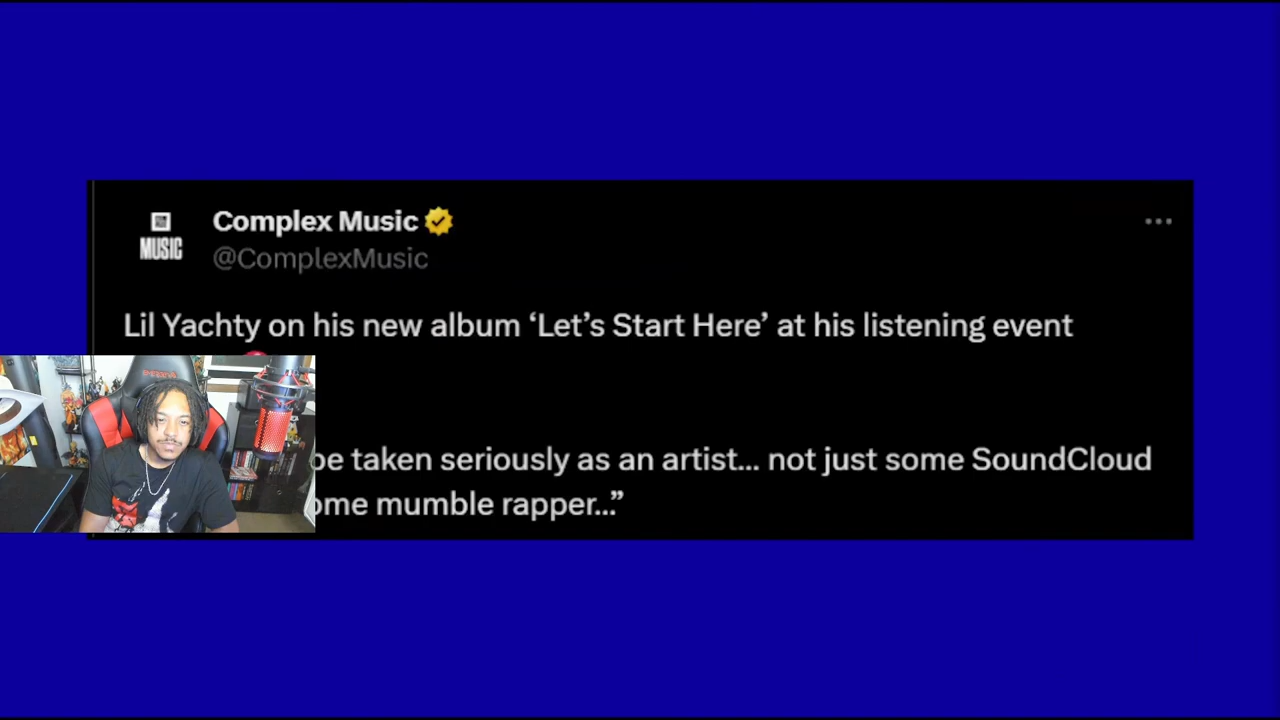 MUSIC
Complex Music
@ComplexMusic
Lil Yachty on his new album ‘Let’s Start Here’ at his listening event
be taken seriously as an artist... not just some SoundCloud
some mumble rapper...”